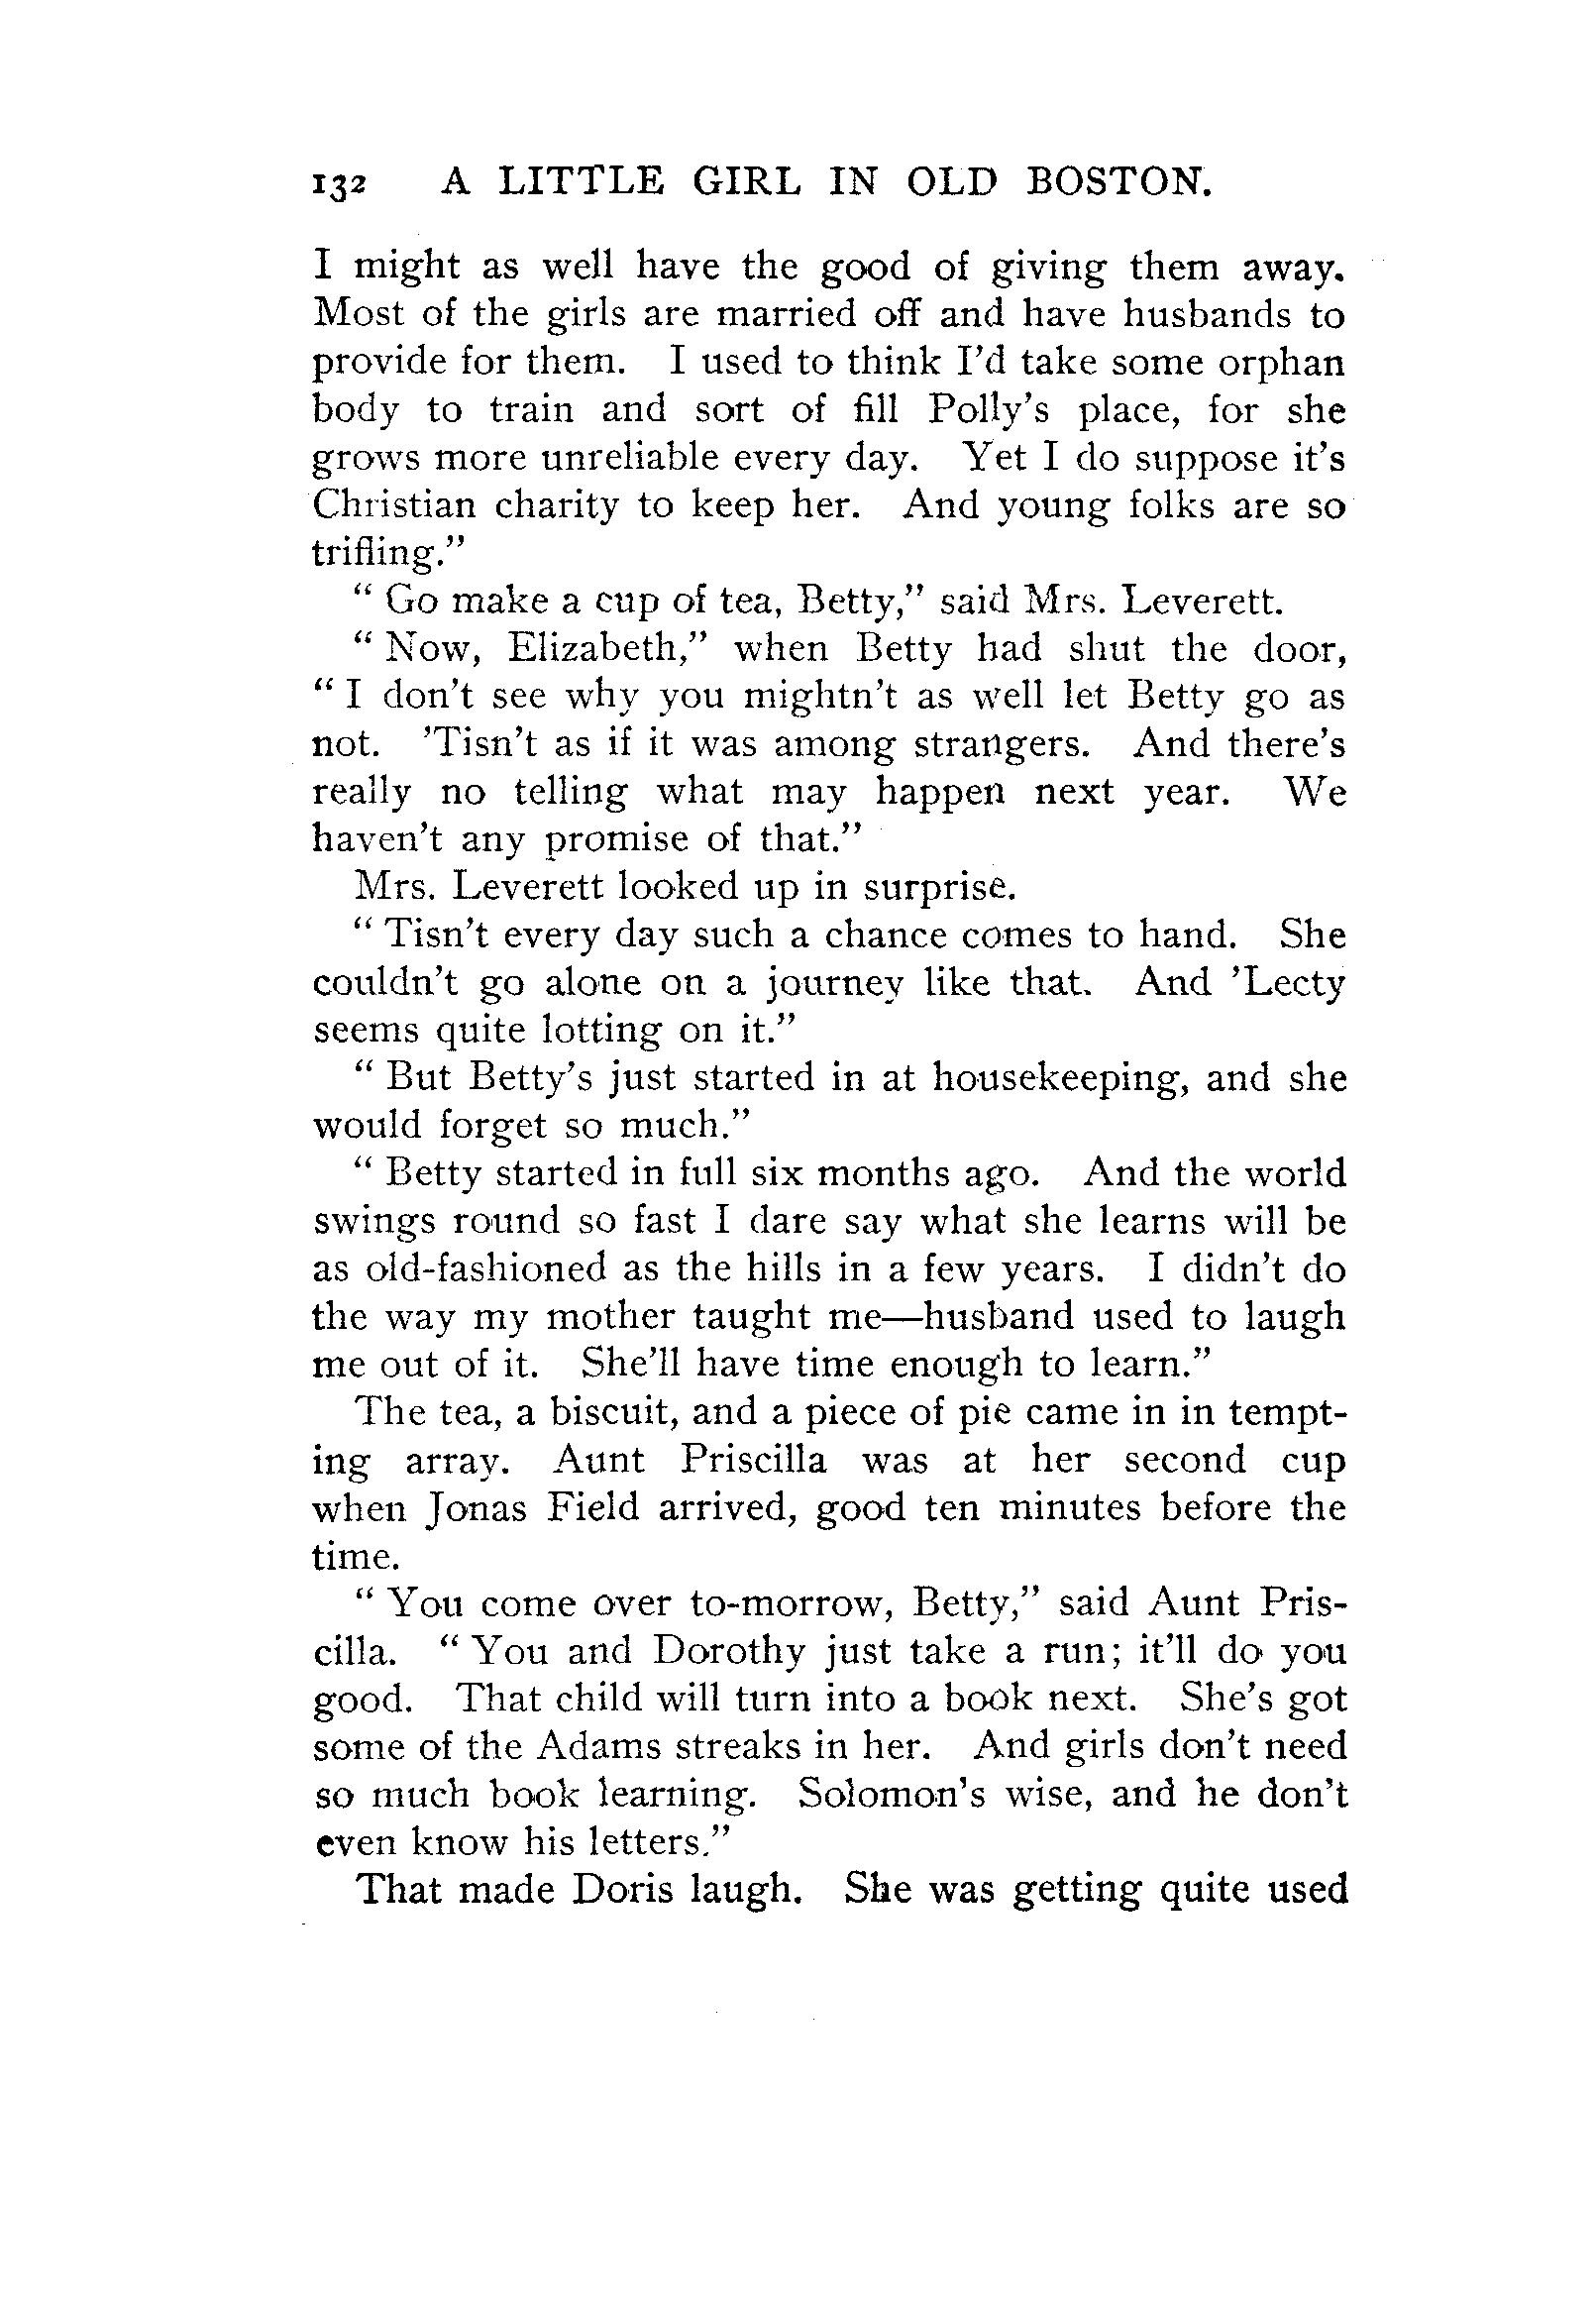 132 A LITTLE GIRL IN OLD BOSTON.
I might as well have the good of giving them away.
Most of the girls are married off and have husbands to
provide for them. I used to think I'd take some orphan
body to train and sort of fill Polly's place, for she
grows more unreliable every day. Yet I do suppose it's
Christian charity to keep her. And young folks are so
trifling."
" Go make a cup of tea, Betty," said Mrs. Leverett.
" Now, Elizabeth," when Betty had shut the door,
" I don't see why you mightn't as well let Betty go as
not. 'Tisn't as if it was among strangers. And there's
really no telling what may happen next year. We
haven't any promise of that."
Mrs. Leverett looked up in surprise.
" Tisn't every day such a chance comes to hand. She
couldn't go alone on a journey like that. And 'Lecty
seems quite lotting on it."
" But Betty's just started in at housekeeping, and she
would forget so much."
" Betty started in full six months ago. And the world
swings round so fast I dare say what she learns will be
as old-fashioned as the hills in a few years. I didn't do
the way my mother taught me—husband used to laugh
me out of it. She'll have time enough to learn."
The tea, a biscuit, and a piece of pie came in in tempt-
ing array. Aunt Priscilla was at her second cup
when Jonas Field arrived, good ten minutes before the
time.
" You come over to-morrow, Betty," said Aunt Pris-
cilla. " You and Dorothy just take a run; it'll do you
good. That child will turn into a book next. She's got
some of the Adams streaks in her. And girls don't need
so much book learning. Solomon's wise, and he don't
even know his letters."
That made Doris laugh. She was getting quite used